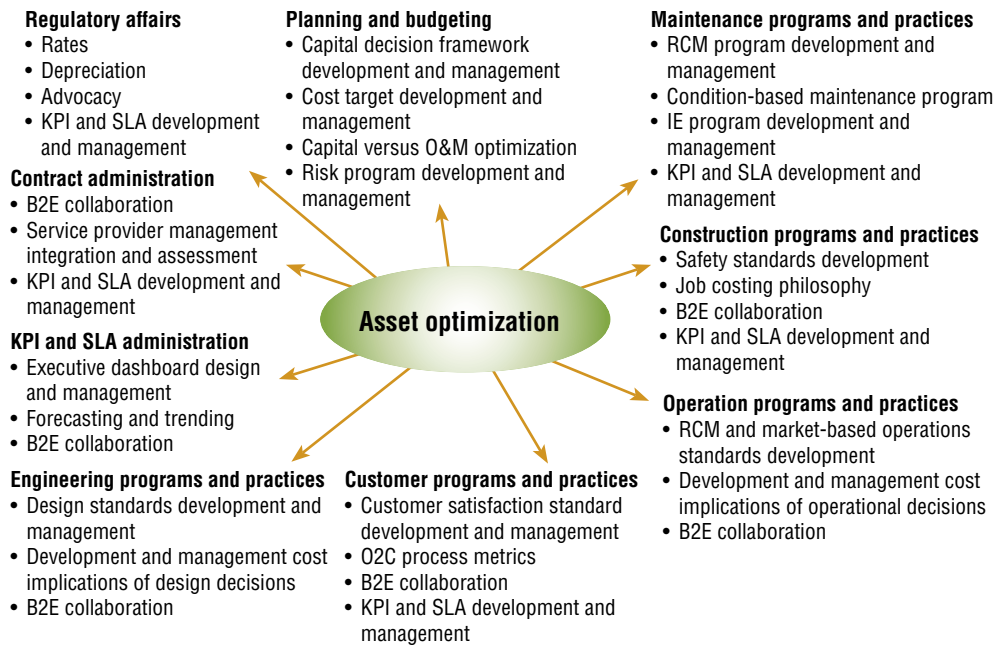 Regulatory affairs
• Rates
• Depreciation
• Advocacy
• KPI and SLA development
and management
Contract administration
• B2E collaboration
• Service provider management
integration and assessment
• KPI and SLA development and
management
KPI and SLA administration
• Executive dashboard design
and management
• Forecasting and trending
• B2E collaboration
Engineering programs and practices
• Design standards development and
management
• Development and management cost
implications of design decisions
• B2E collaboration
Planning and budgeting
• Capital decision framework
development and management
• Cost target development and
management
• Capital versus O&M optimization
• Risk program development and
management
Asset optimization
Customer programs and practices
• Customer satisfaction standard
development and management
• O2C process metrics
• B2E collaboration
• KPI and SLA development and
management
Maintenance programs and practices
• RCM program development and
management
• Condition-based maintenance program
• IE program development and
management
• KPI and SLA development and
management
Construction programs and practices
• Safety standards development
• Job costing philosophy
• B2E collaboration
• KPI and SLA development and
management
Operation programs and practices
• RCM and market-based operations
standards development
• Development and management cost
implications of operational decisions
• B2E collaboration